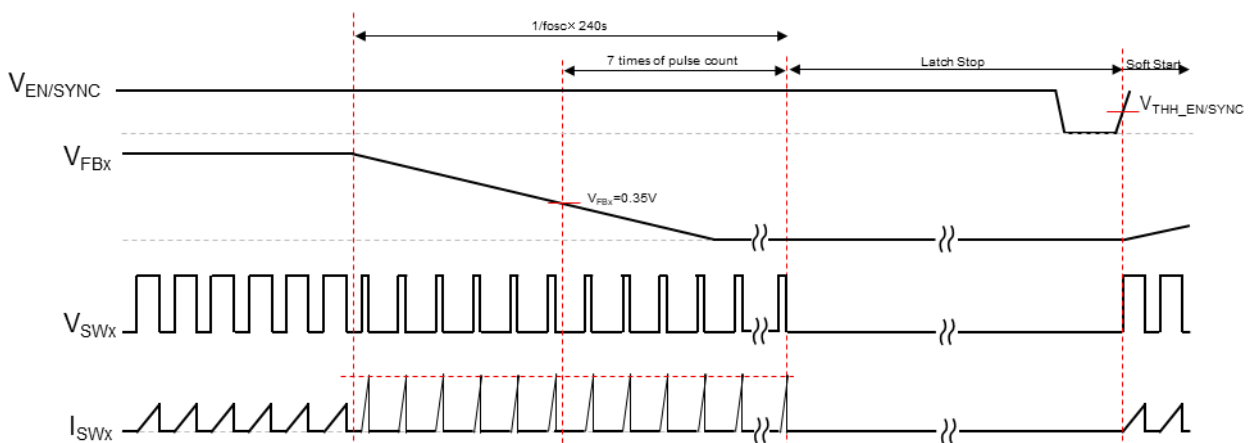 1/fosc× 240s
7 times of pulse count
Latch Stop
Soft Start
VEN/SYNC
VTHH_EN/SYNC
VFBx
VFBx=0.35V
VSWx
ISWx